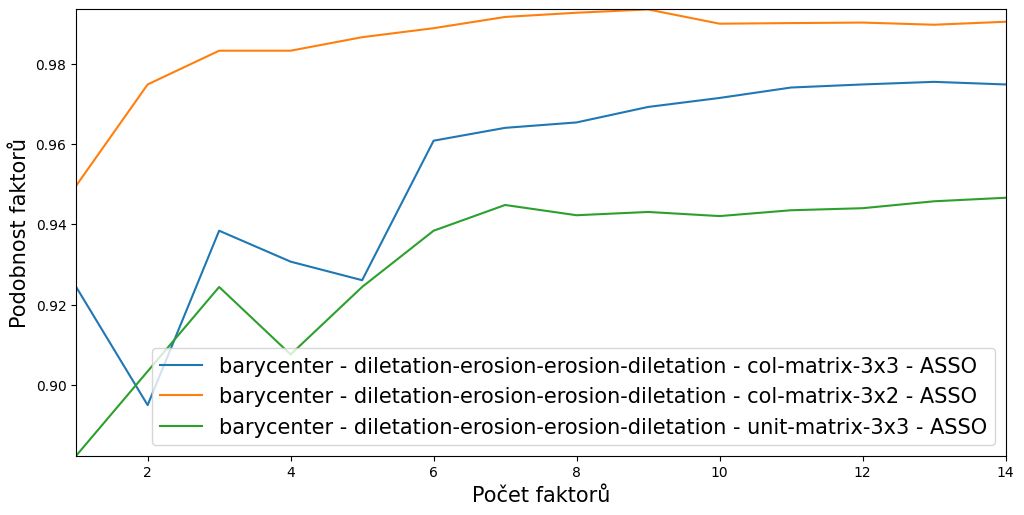 Podobnost faktorů
0.98
0.96
0.94
0.92
0.90
barycenter - diletation-erosion-erosion-diletation - col-matrix-3x3 - ASSO
barycenter - diletation-erosion-erosion-diletation - col-matrix-3x2 - ASSO
barycenter - diletation-erosion-erosion-diletation - unit-matrix-3x3 - ASSO
2 4 6 8 10 12 14
Počet faktorů